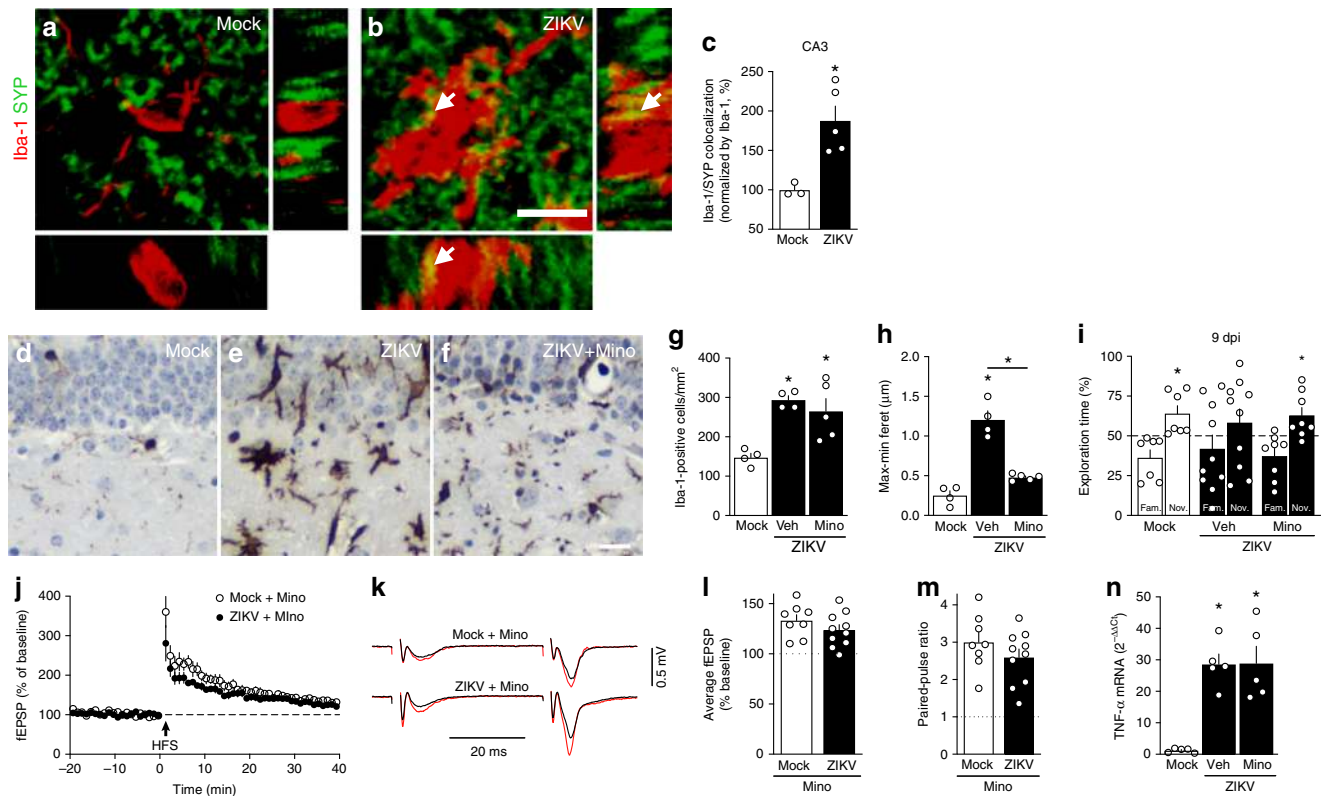 a
Mock
b
ZIKV
Iba-1 SYP
c
CA3
Iba-1/SYP colocalization
(normalized by Iba-1, %)
250
200
150
100
50
Mock
ZIKV
*
d
Mock
e
ZIKV
f
ZIKV+Mino
g
Iba-1-positive cells/mm²
400
300
200
100
0
*
*
Mock
Veh
Mino
ZIKV
h
Max-min feret (μm)
2.0
1.5
1.0
0.5
0.0
*
*
Mock
Veh
Mino
ZIKV
i
9 dpi
Exploration time (%)
100
75
50
25
0
*
*
Fam.
Nov.
Fam.
Nov.
Fam.
Nov.
Mock
Veh
Mino
ZIKV
j
fEPSP (% of baseline)
400
300
200
100
0
Mock + Mino
ZIKV + MIno
HFS
–20
–10
0
10
20
30
40
Time (min)
k
Mock + Mino
0.5 mV
ZIKV + Mino
20 ms
l
Average fEPSP
(% baseline)
150
100
50
0
Mock
ZIKV
Mino
m
Paired-pulse ratio
4
3
2
1
0
Mock
ZIKV
Mino
n
TNF-α mRNA (2⁻ΔΔCt)
50
40
30
20
10
0
*
*
Mock
Veh
Mino
ZIKV